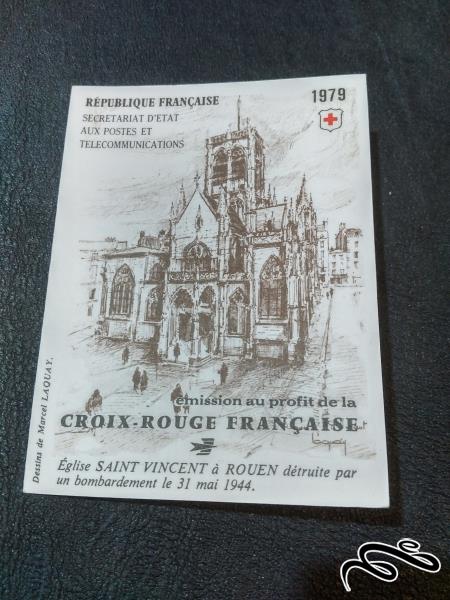 RÉPUBLIQUE FRANÇAISE
1979
SECRETARIAT D'ETAT
AUX POSTES ET
TELECOMMUNICATIONS
émission au profit de la
CROIX-ROUGE FRANÇAISE
Dessins de Marcel LAQUAY.
Église SAINT VINCENT à ROUEN détruite par
un bombardement le 31 mai 1944.